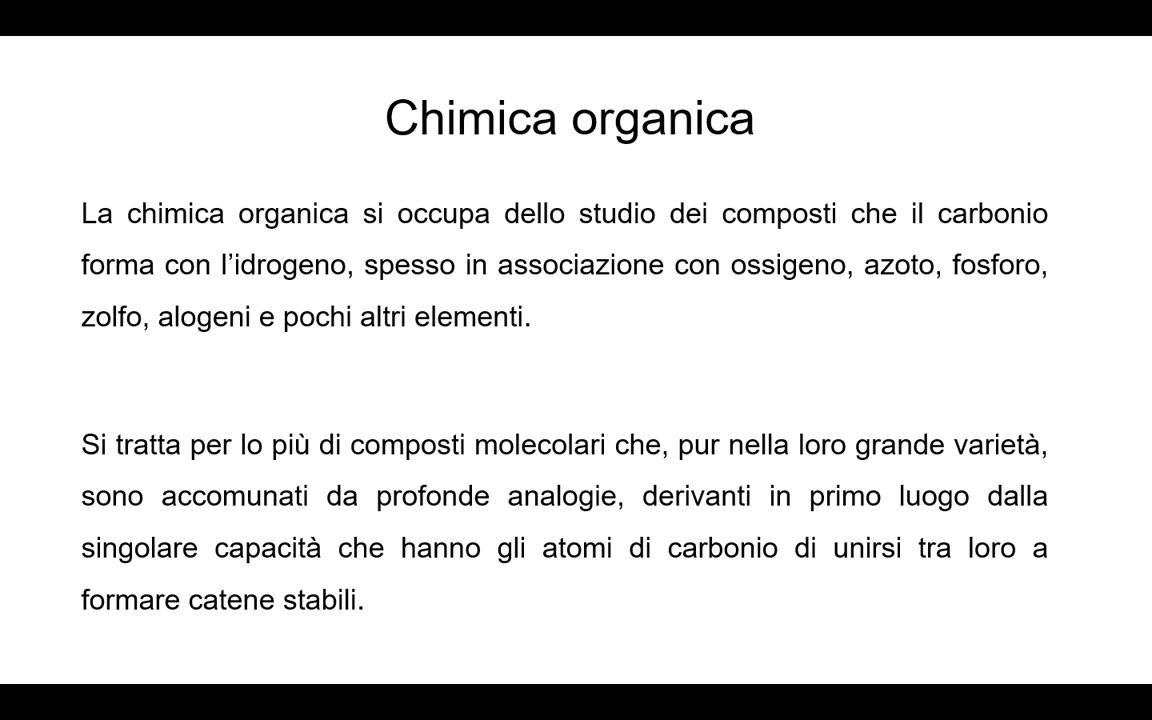 Chimica organica
La chimica organica si occupa dello studio dei composti che il carbonio
forma con l’idrogeno, spesso in associazione con ossigeno, azoto, fosforo,
zolfo, alogeni e pochi altri elementi.
Si tratta per lo più di composti molecolari che, pur nella loro grande varietà,
sono accomunati da profonde analogie, derivanti in primo luogo dalla
singolare capacità che hanno gli atomi di carbonio di unirsi tra loro a
formare catene stabili.